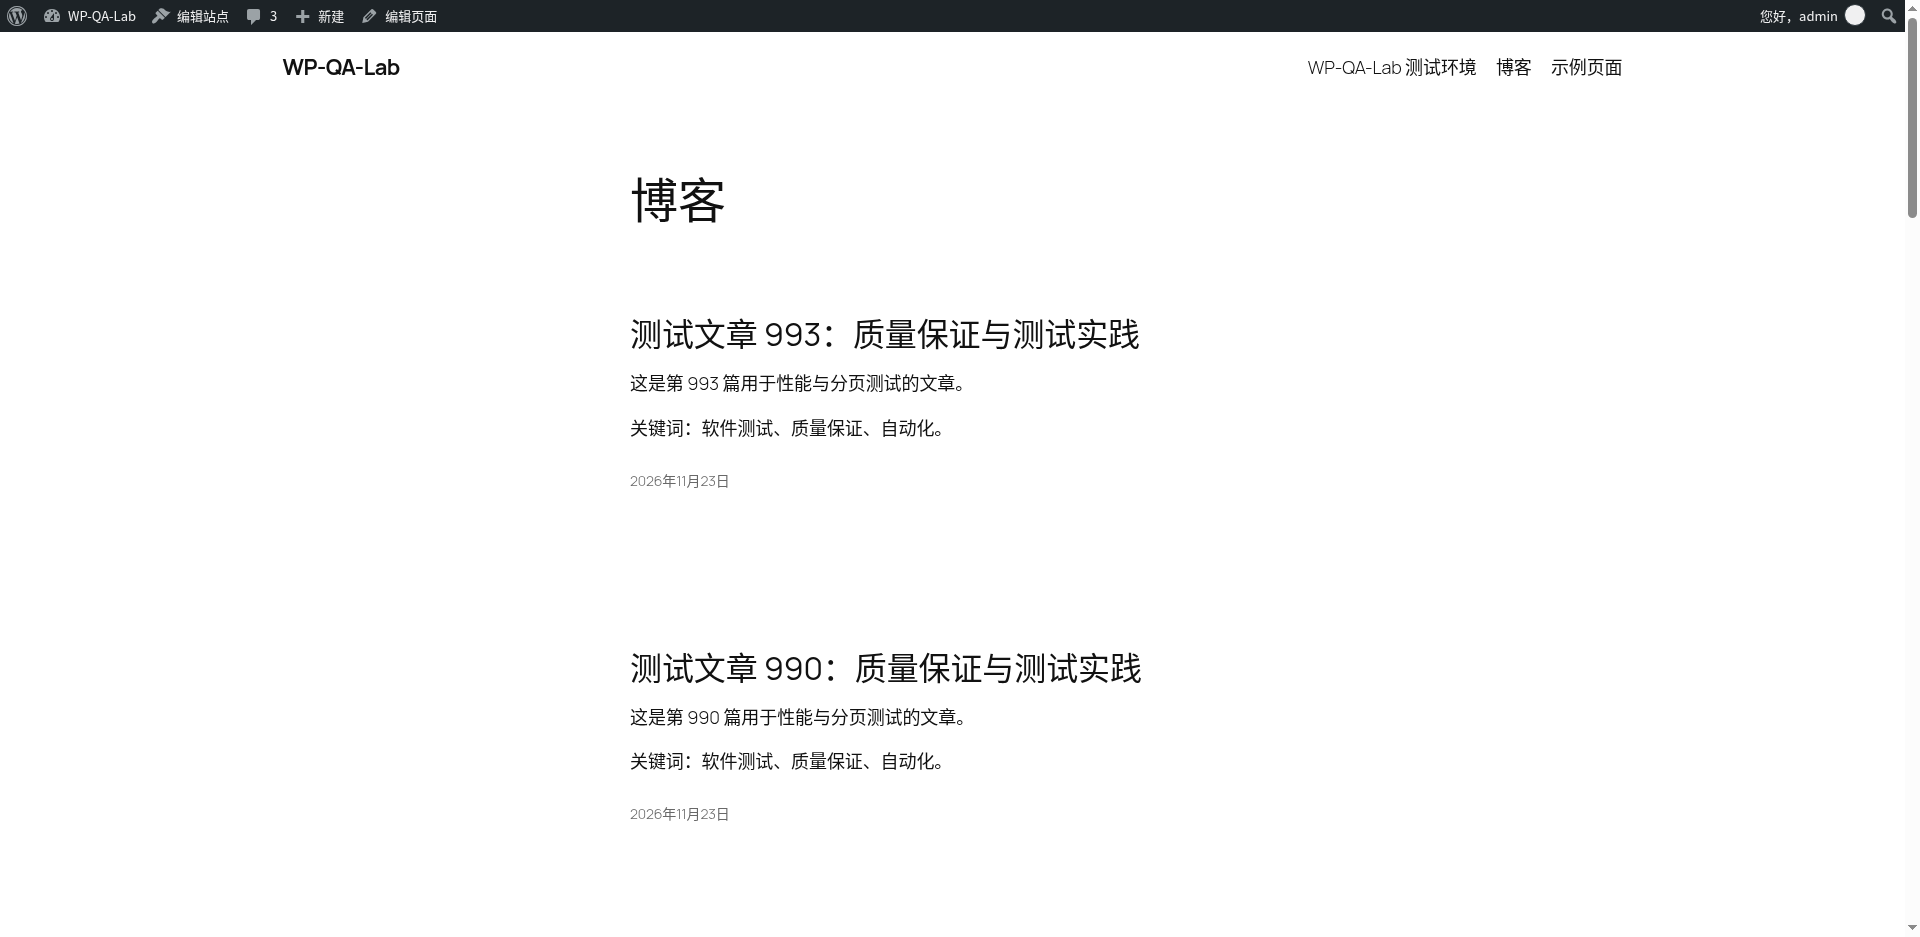 WP-QA-Lab 编辑站点 3 新建 编辑页面 您好，admin
WP-QA-Lab WP-QA-Lab 测试环境 博客 示例页面
博客
测试文章 993：质量保证与测试实践
这是第 993 篇用于性能与分页测试的文章。
关键词：软件测试、质量保证、自动化。
2026年11月23日
测试文章 990：质量保证与测试实践
这是第 990 篇用于性能与分页测试的文章。
关键词：软件测试、质量保证、自动化。
2026年11月23日